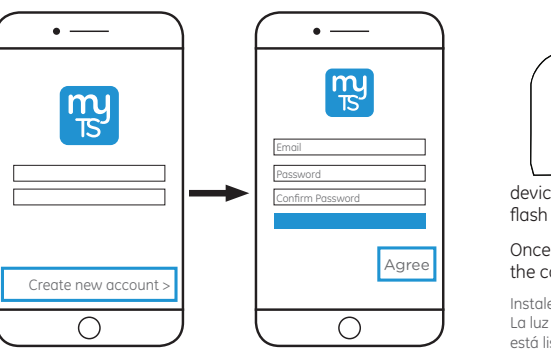 my
TS
Create new account >
my
TS
Email
Password
Confirm Password
Agree
devic
flash
Once
the c
Instale
La luz
está lis